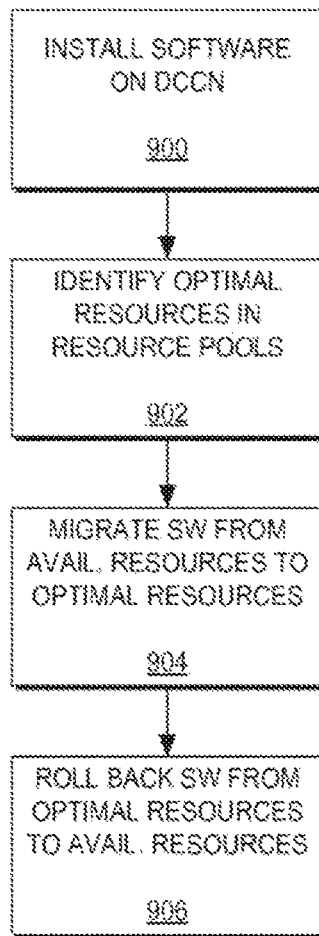 INSTALL SOFTWARE
ON DCCN
900
IDENTIFY OPTIMAL
RESOURCES IN
RESOURCE POOLS
902
MIGRATE SW FROM
AVAIL. RESOURCES TO
OPTIMAL RESOURCES
904
ROLL BACK SW FROM
OPTIMAL RESOURCES
TO AVAIL. RESOURCES
906